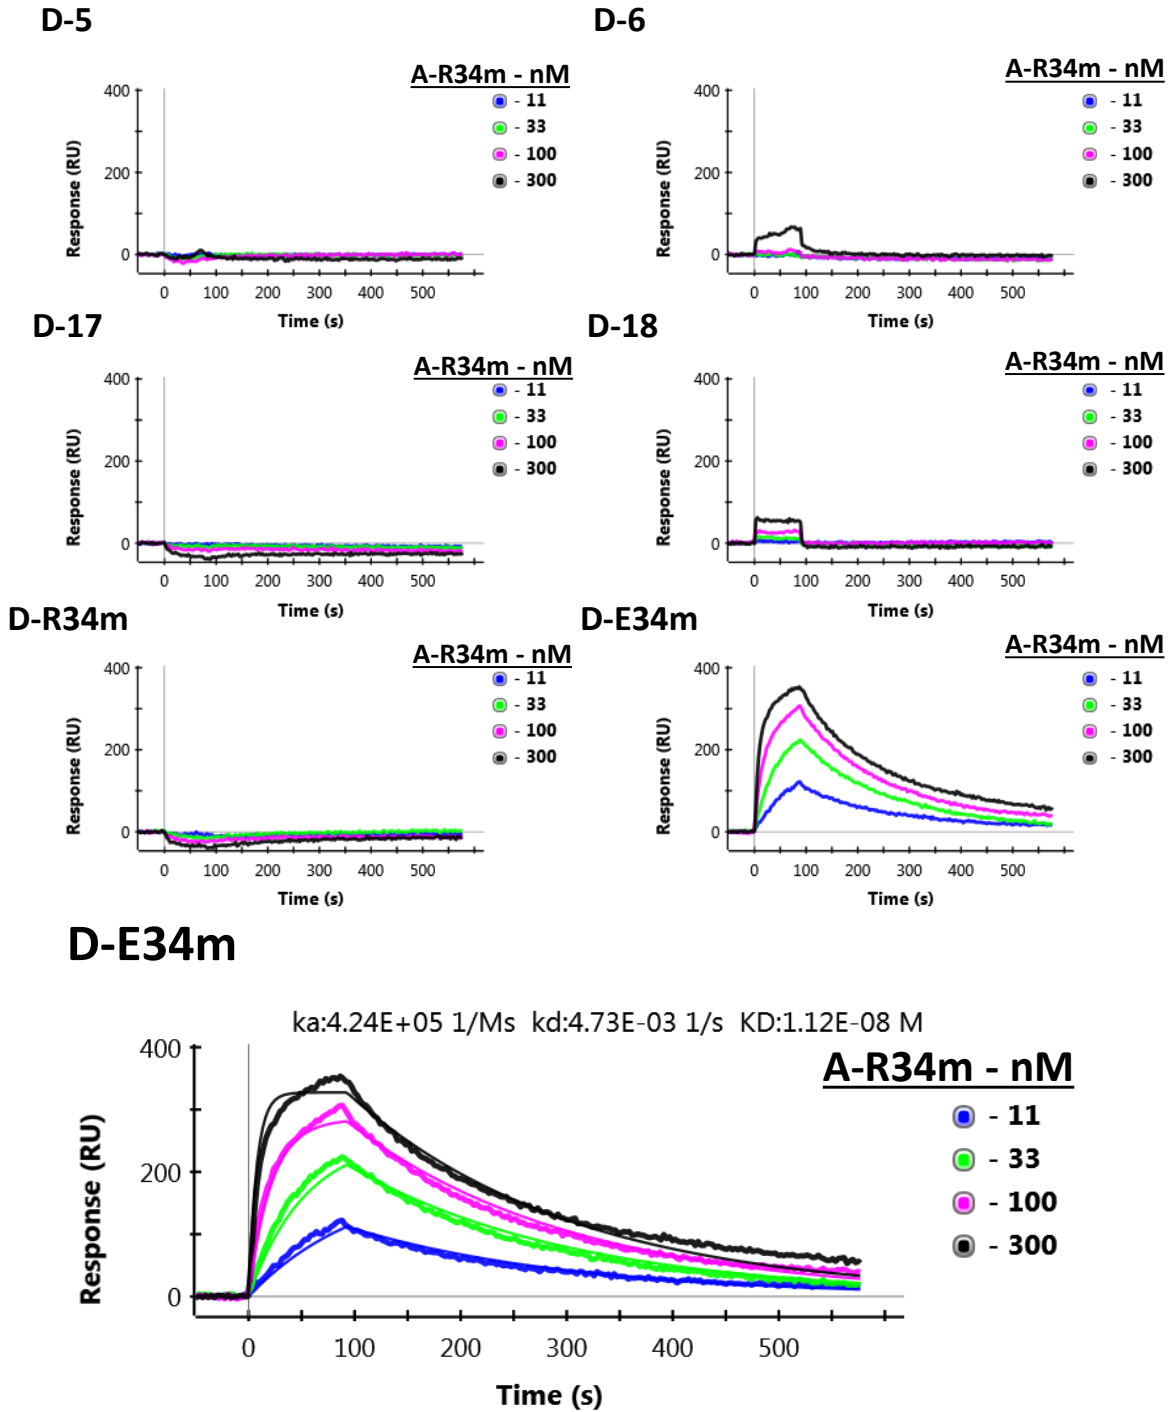 D-5
A-R34m - nM
- 11
- 33
- 100
- 300
400
200
0
Response (RU)
0 100 200 300 400 500
Time (s)
D-6
A-R34m - nM
- 11
- 33
- 100
- 300
400
200
0
Response (RU)
0 100 200 300 400 500
Time (s)
D-17
A-R34m - nM
- 11
- 33
- 100
- 300
400
200
0
Response (RU)
0 100 200 300 400 500
Time (s)
D-18
A-R34m - nM
- 11
- 33
- 100
- 300
400
200
0
Response (RU)
0 100 200 300 400 500
Time (s)
D-R34m
A-R34m - nM
- 11
- 33
- 100
- 300
400
200
0
Response (RU)
0 100 200 300 400 500
Time (s)
D-E34m
A-R34m - nM
- 11
- 33
- 100
- 300
400
200
0
Response (RU)
0 100 200 300 400 500
Time (s)
D-E34m
ka:4.24E+05 1/Ms kd:4.73E-03 1/s KD:1.12E-08 M
A-R34m - nM
- 11
- 33
- 100
- 300
400
200
0
Response (RU)
0 100 200 300 400 500
Time (s)